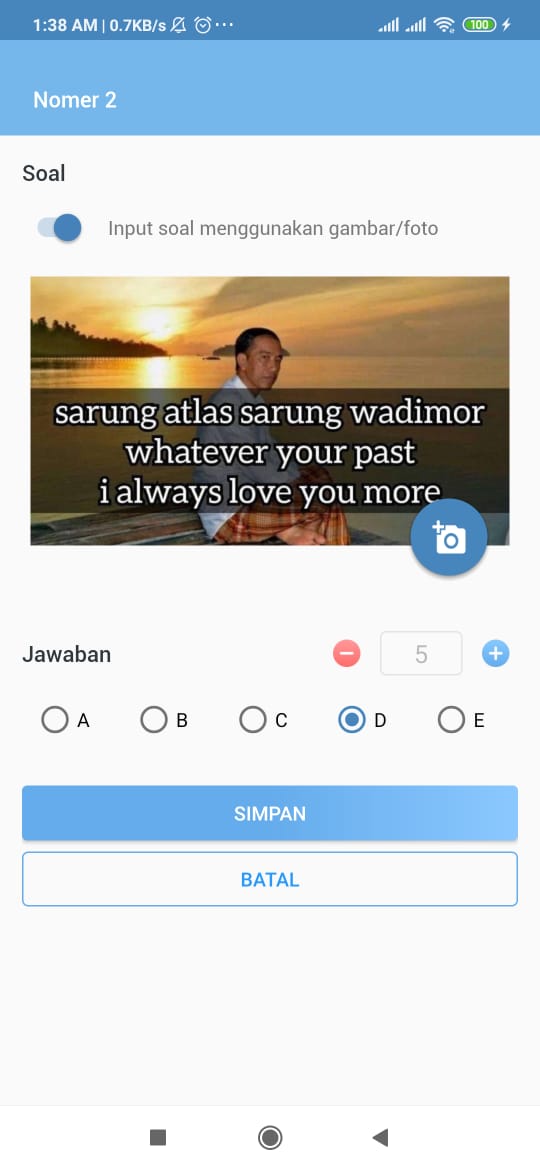 1:38 AM | 0.7KB/s ...
100
Nomer 2
Soal
Input soal menggunakan gambar/foto
sarung atlas sarung wadimor
whatever your past
i always love you more
Jawaban
5
A B C D E
SIMPAN
BATAL